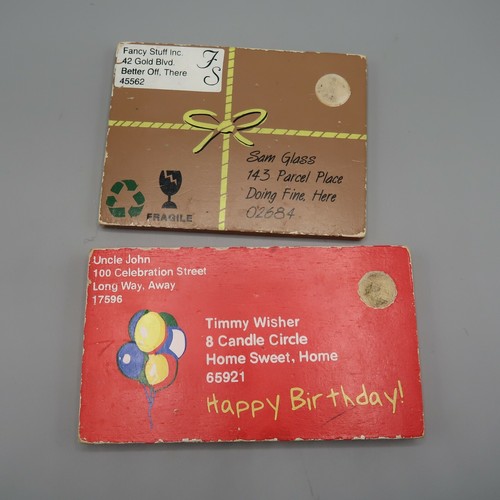 Fancy Stuff Inc.
42 Gold Blvd.
Better Off, There
45562
F
S
Sam Glass
143 Parcel Place
Doing Fine, Here
02684
FRAGILE
Uncle John
100 Celebration Street
Long Way, Away
17596
Timmy Wisher
8 Candle Circle
Home Sweet, Home
65921
Happy Birthday!